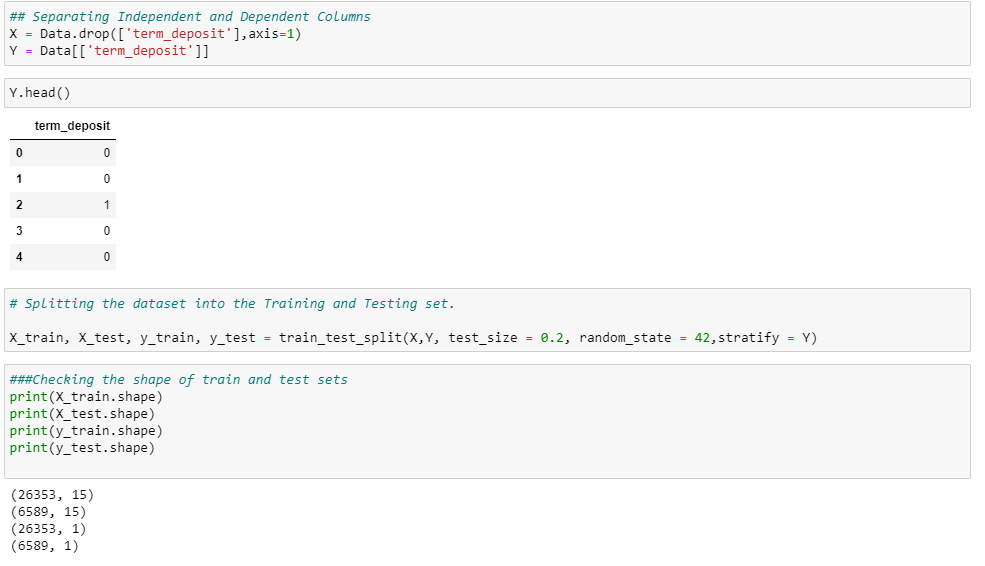 ## Separating Independent and Dependent Columns
X = Data.drop(['term_deposit'],axis=1)
Y = Data[['term_deposit']]
Y.head()
term_deposit
0 0
1 0
2 1
3 0
4 0
# Splitting the dataset into the Training and Testing set.
X_train, X_test, y_train, y_test = train_test_split(X,Y, test_size = 0.2, random_state = 42,stratify = Y)
###Checking the shape of train and test sets
print(X_train.shape)
print(X_test.shape)
print(y_train.shape)
print(y_test.shape)
(26353, 15)
(6589, 15)
(26353, 1)
(6589, 1)